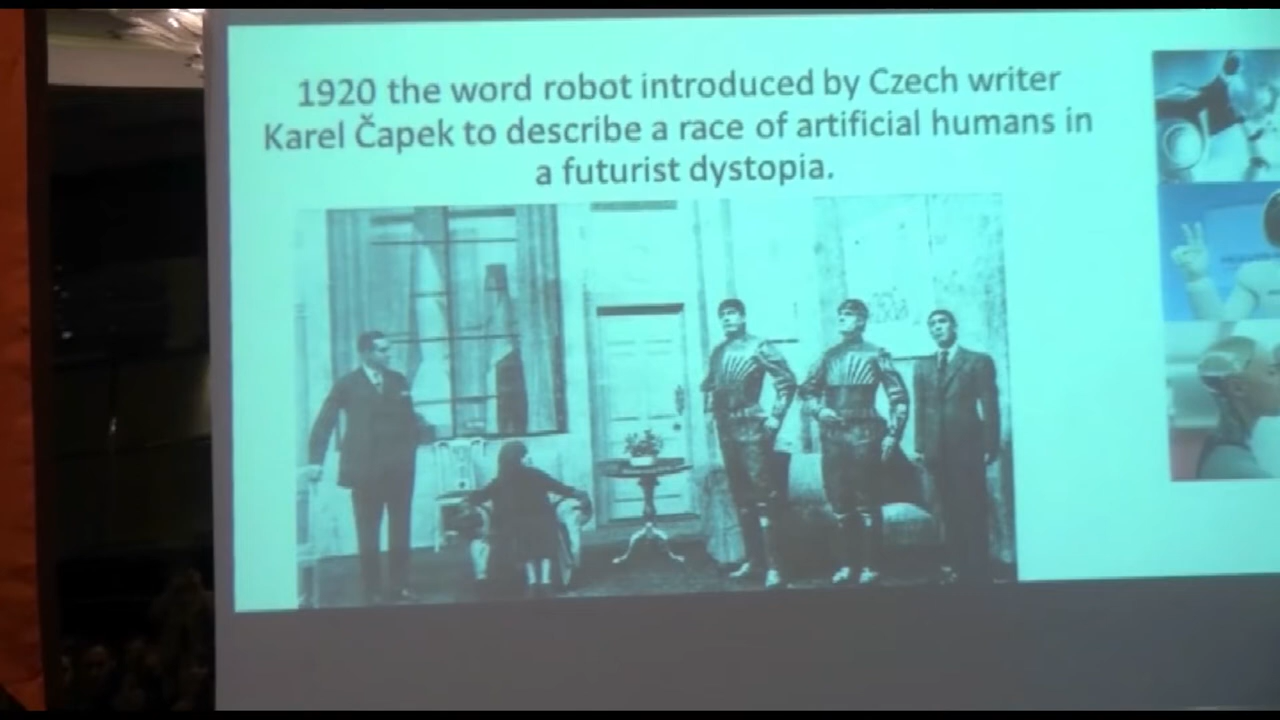 1920 the word robot introduced by Czech writer
Karel Čapek to describe a race of artificial humans in
a futurist dystopia.